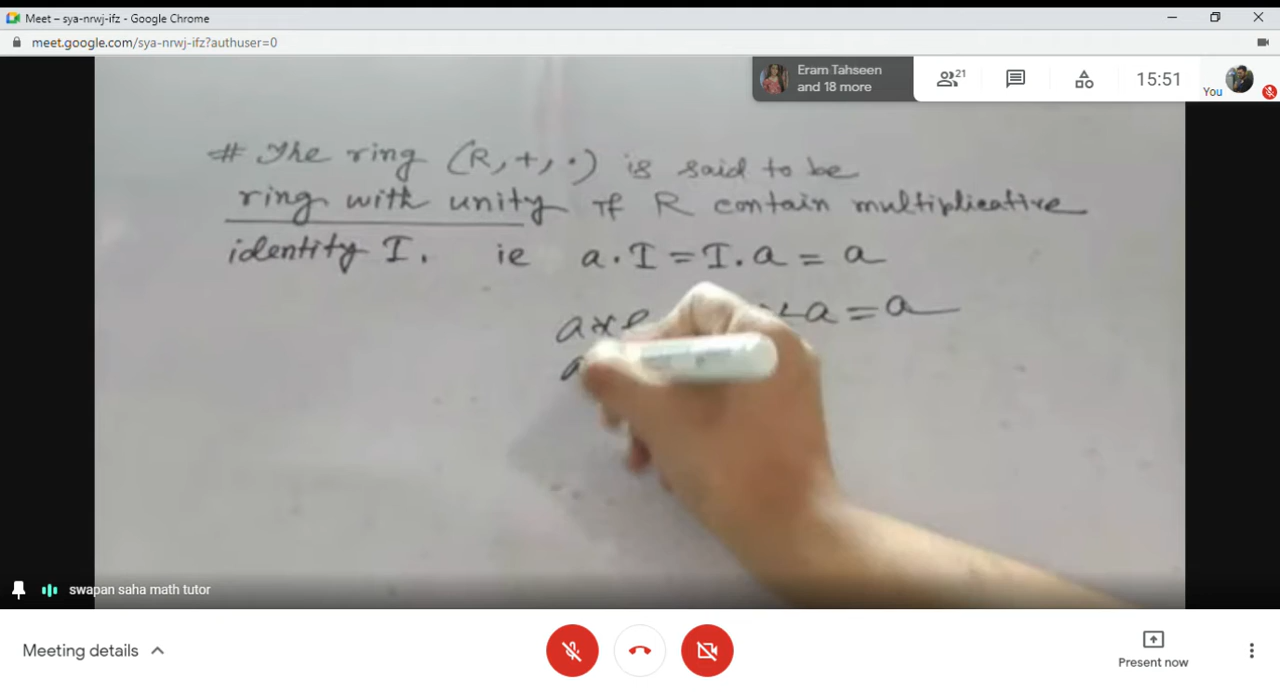 Meet – sya-nrwj-ifz - Google Chrome
meet.google.com/sya-nrwj-ifz?authuser=0
Eram Tahseen
and 18 more
21
15:51
You
# The ring (R, +, ·) is said to be
ring with unity if R contain multiplicative
identity I. ie a · I = I · a = a
a = a
swapan saha math tutor
Meeting details
Present now